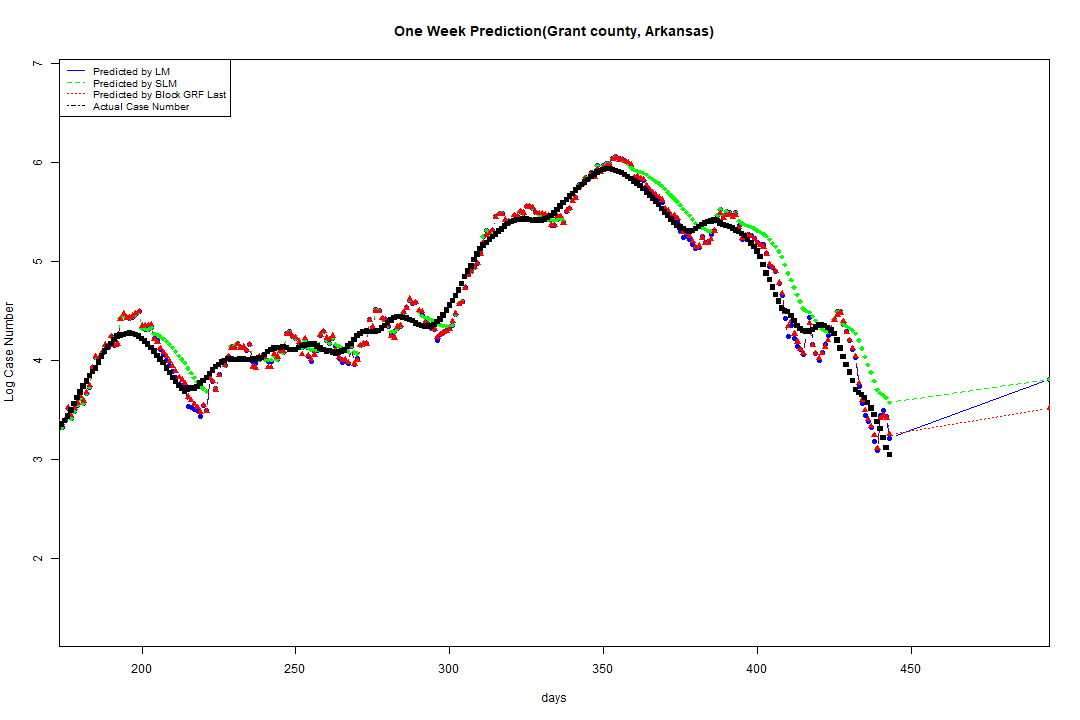 One Week Prediction(Grant county, Arkansas)
7
Predicted by LM
Predicted by SLM
Predicted by Block GRF Last
Actual Case Number
6
5
4
3
2
Log Case Number
200 250 300 350 400 450
days